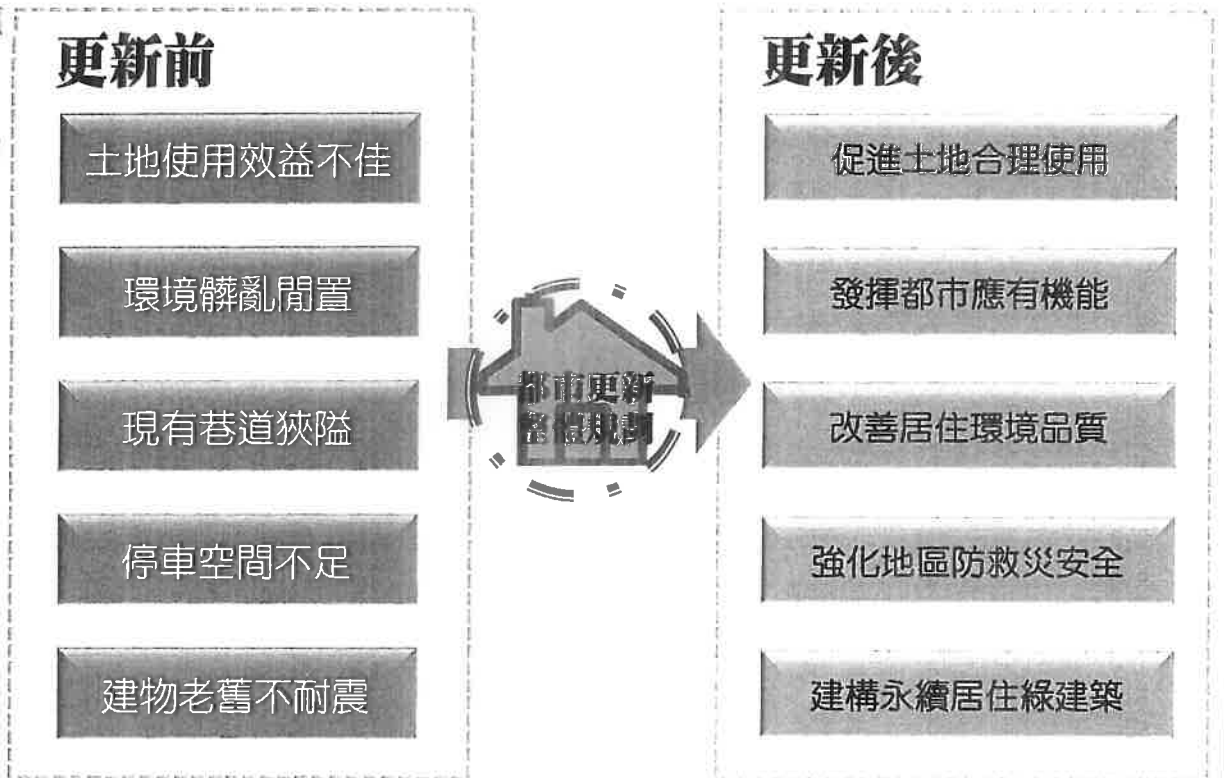 更新前
土地使用效益不佳
環境髒亂閒置
現有巷道狹隘
停車空間不足
建物老舊不耐震
都市更新
更新後
促進土地合理使用
發揮都市應有機能
改善居住環境品質
強化地區防救災安全
建構永續居住綠建築